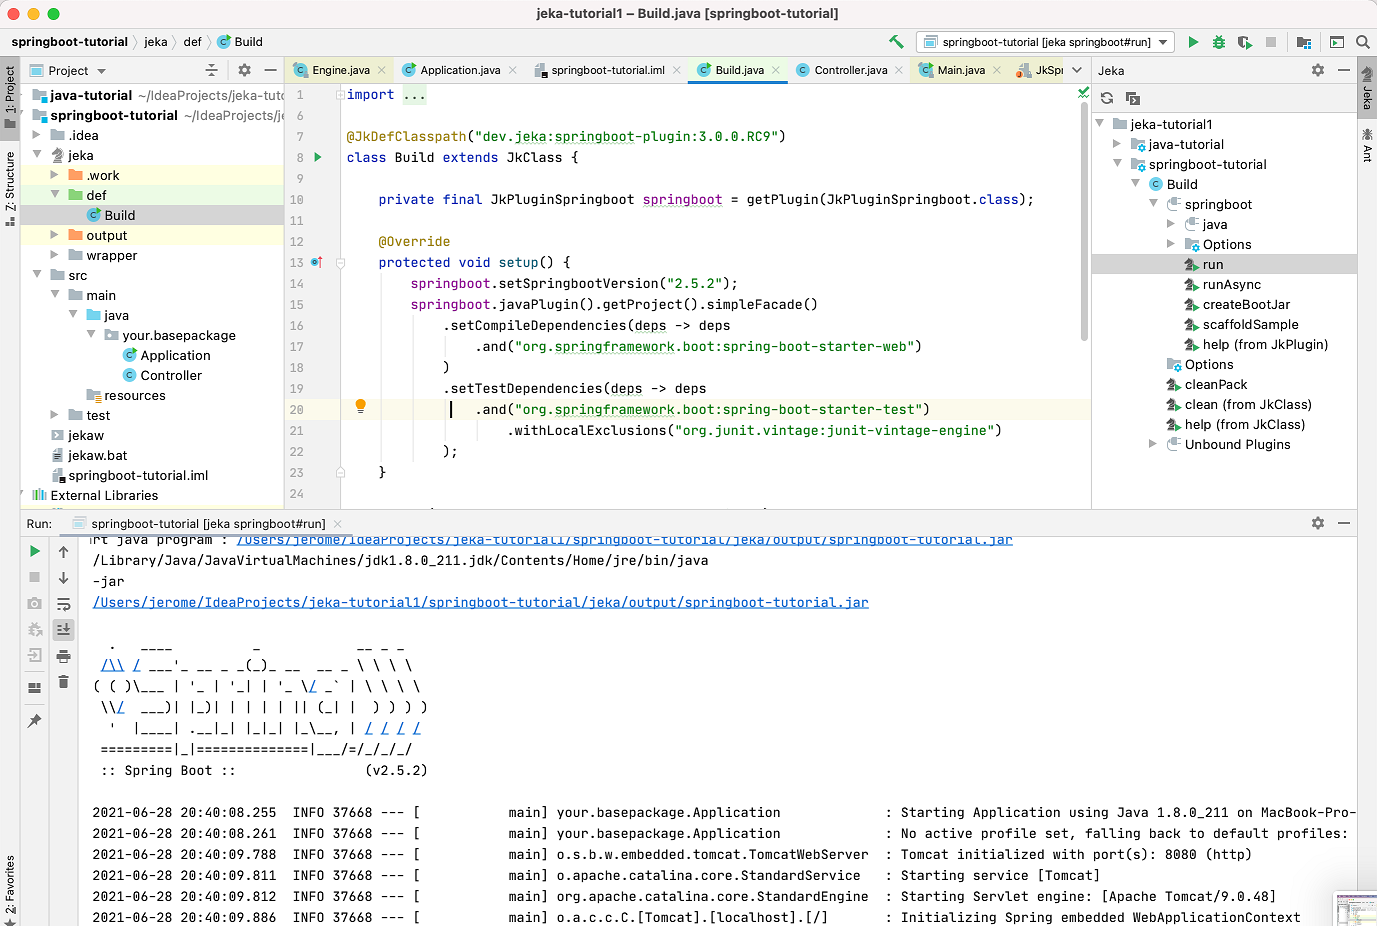 jeka-tutorial1 – Build.java [springboot-tutorial]
springboot-tutorial jeka def Build
springboot-tutorial [jeka springboot#run]
1: Project
Z: Structure
2: Favorites
Project
java-tutorial ~/IdeaProjects/jeka-tuto
springboot-tutorial ~/IdeaProjects/je
.idea
jeka
.work
def
Build
output
wrapper
src
main
java
your.basepackage
Application
Controller
resources
test
jekaw
jekaw.bat
springboot-tutorial.iml
External Libraries
Engine.java Application.java springboot-tutorial.iml Build.java Controller.java Main.java JkSpri
1 import ...
6
7 @JkDefClasspath("dev.jeka:springboot-plugin:3.0.0.RC9")
8 class Build extends JkClass {
9
10 private final JkPluginSpringboot springboot = getPlugin(JkPluginSpringboot.class);
11
12 @Override
13 protected void setup() {
14 springboot.setSpringbootVersion("2.5.2");
15 springboot.javaPlugin().getProject().simpleFacade()
16 .setCompileDependencies(deps -> deps
17 .and("org.springframework.boot:spring-boot-starter-web")
18 )
19 .setTestDependencies(deps -> deps
20 .and("org.springframework.boot:spring-boot-starter-test")
21 .withLocalExclusions("org.junit.vintage:junit-vintage-engine")
22 );
23 }
24
Jeka
jeka-tutorial1
java-tutorial
springboot-tutorial
Build
springboot
java
Options
run
runAsync
createBootJar
scaffoldSample
help (from JkPlugin)
Options
cleanPack
clean (from JkClass)
help (from JkClass)
Unbound Plugins
Jeka
Ant
Run: springboot-tutorial [jeka springboot#run]
rt java program : /Users/jerome/IdeaProjects/jeka-tutorial1/springboot-tutorial/jeka/output/springboot-tutorial.jar
/Library/Java/JavaVirtualMachines/jdk1.8.0_211.jdk/Contents/Home/jre/bin/java
-jar
/Users/jerome/IdeaProjects/jeka-tutorial1/springboot-tutorial/jeka/output/springboot-tutorial.jar
  .   ____          _            __ _ _
 /\\ / ___'_ __ _ _(_)_ __  __ _ \ \ \ \
( ( )\___ | '_ | '_| | '_ \/ _` | \ \ \ \
 \\/  ___)| |_)| | | | | || (_| |  ) ) ) )
  '  |____| .__|_| |_|_| |_\__, | / / / /
 =========|_|==============|___/=/_/_/_/
 :: Spring Boot ::                (v2.5.2)
2021-06-28 20:40:08.255 INFO 37668 --- [ main] your.basepackage.Application : Starting Application using Java 1.8.0_211 on MacBook-Pro-
2021-06-28 20:40:08.261 INFO 37668 --- [ main] your.basepackage.Application : No active profile set, falling back to default profiles:
2021-06-28 20:40:09.788 INFO 37668 --- [ main] o.s.b.w.embedded.tomcat.TomcatWebServer : Tomcat initialized with port(s): 8080 (http)
2021-06-28 20:40:09.811 INFO 37668 --- [ main] o.apache.catalina.core.StandardService : Starting service [Tomcat]
2021-06-28 20:40:09.812 INFO 37668 --- [ main] org.apache.catalina.core.StandardEngine : Starting Servlet engine: [Apache Tomcat/9.0.48]
2021-06-28 20:40:09.886 INFO 37668 --- [ main] o.a.c.c.C.[Tomcat].[localhost].[/] : Initializing Spring embedded WebApplicationContext